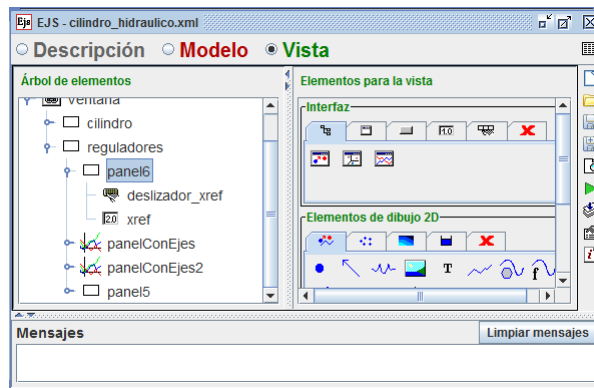 EJS - cilindro_hidraulico.xml
Descripción Modelo Vista
Árbol de elementos
Ventana
cilindro
reguladores
panel6
deslizador_xref
xref
panelConEjes
panelConEjes2
panel5
Elementos para la vista
Interfaz
Elementos de dibujo 2D
Mensajes
Limpiar mensajes